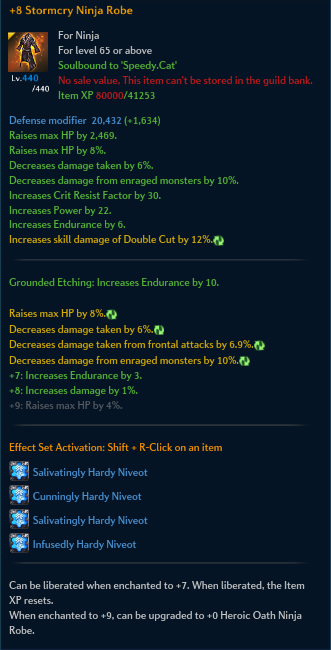 +8 Stormcry Ninja Robe
For Ninja
For level 65 or above
Soulbound to 'Speedy.Cat'
No sale value. This item can't be stored in the guild bank.
Lv.440
/440
Item XP 80000/41253
Defense modifier 20,432 (+1,634)
Raises max HP by 2,469.
Raises max HP by 8%.
Decreases damage taken by 6%.
Decreases damage from enraged monsters by 10%.
Increases Crit Resist Factor by 30.
Increases Power by 22.
Increases Endurance by 6.
Increases skill damage of Double Cut by 12%.
Grounded Etching: Increases Endurance by 10.
Raises max HP by 8%.
Decreases damage taken by 6%.
Decreases damage taken from frontal attacks by 6.9%.
Decreases damage from enraged monsters by 10%.
+7: Increases Endurance by 3.
+8: Increases damage by 1%.
+9: Raises max HP by 4%.
Effect Set Activation: Shift + R-Click on an item
Salivatingly Hardy Niveot
Cunningly Hardy Niveot
Salivatingly Hardy Niveot
Infusedly Hardy Niveot
Can be liberated when enchanted to +7. When liberated, the Item
XP resets.
When enchanted to +9, can be upgraded to +0 Heroic Oath Ninja
Robe.